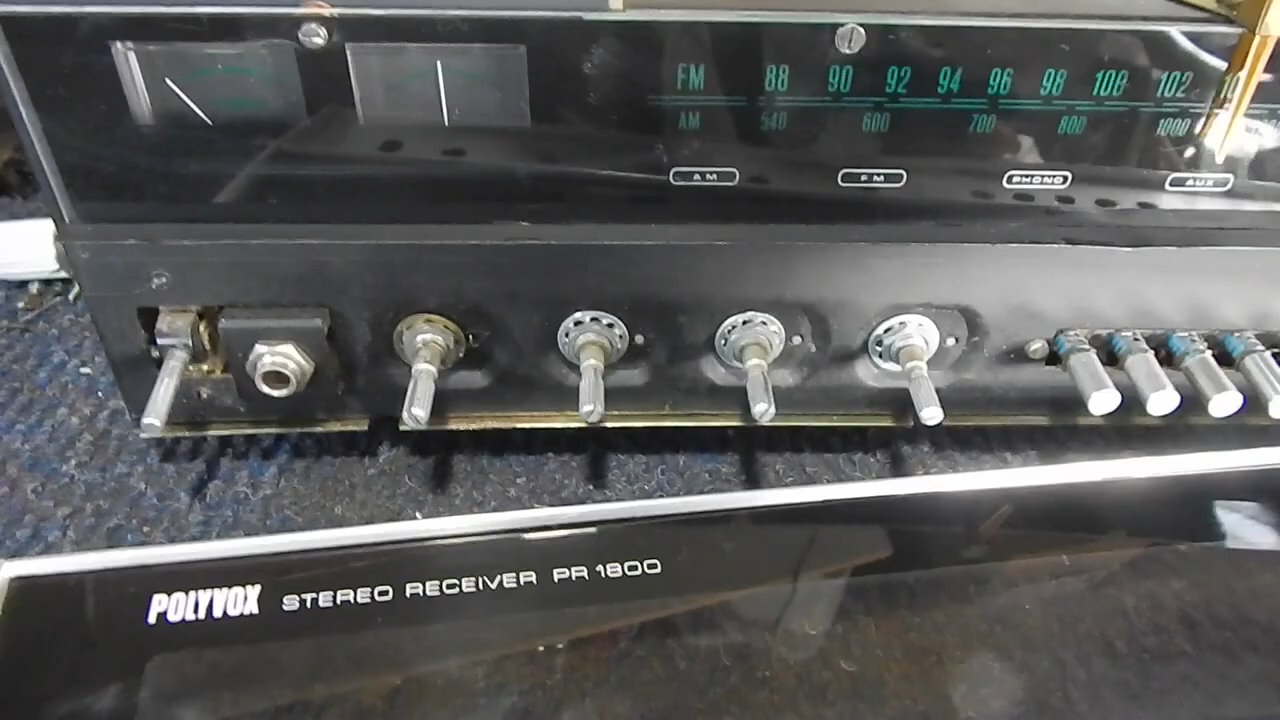 FM 88 90 92 94 96 98 100 102
AM 540 600 700 800 1000
AM FM PHONO AUX
POLYVOX STEREO RECEIVER PR 1800